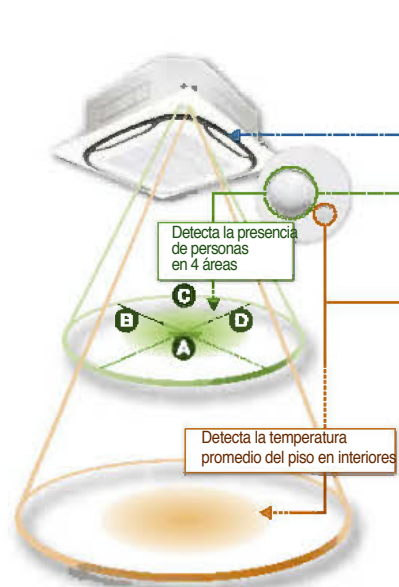 Detecta la presencia
de personas
en 4 áreas
C
B
D
A
Detecta la temperatura
promedio del piso en interiores